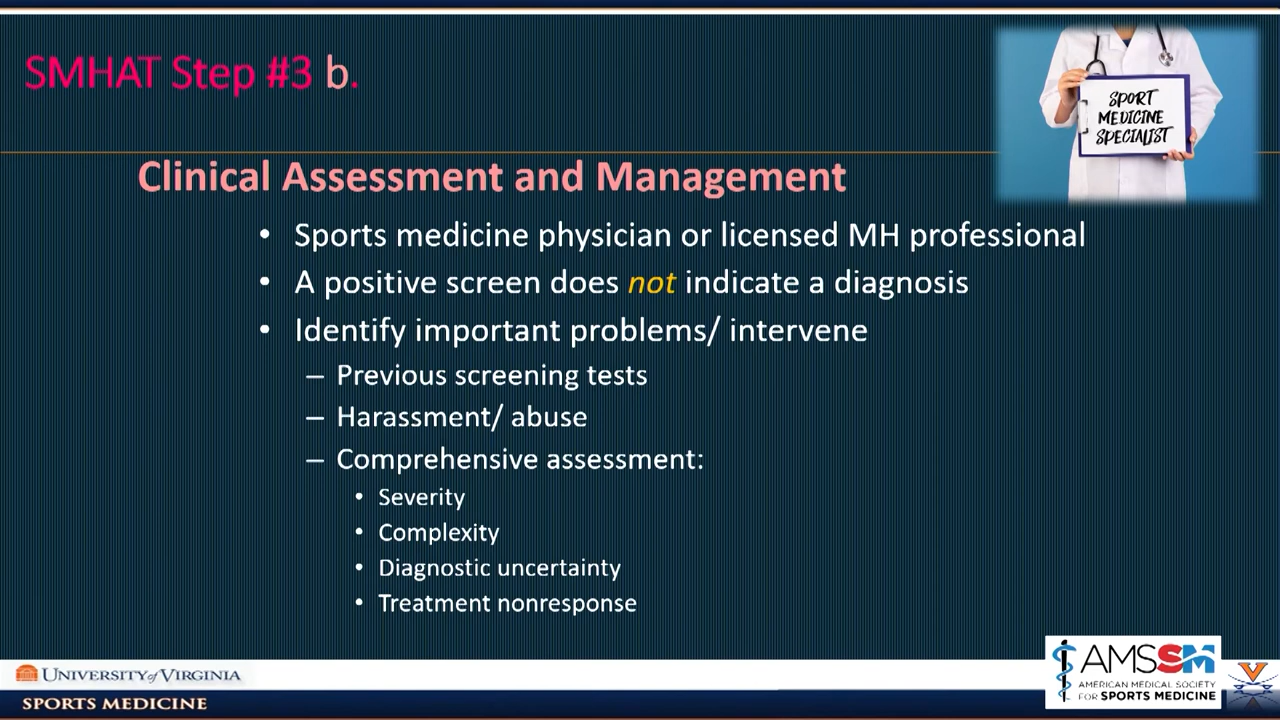 SMHAT Step #3 b.
SPORT
MEDICINE
SPECIALIST
Clinical Assessment and Management
• Sports medicine physician or licensed MH professional
• A positive screen does not indicate a diagnosis
• Identify important problems/ intervene
– Previous screening tests
– Harassment/ abuse
– Comprehensive assessment:
• Severity
• Complexity
• Diagnostic uncertainty
• Treatment nonresponse
UNIVERSITY of VIRGINIA
SPORTS MEDICINE
AMSSM
AMERICAN MEDICAL SOCIETY
FOR SPORTS MEDICINE
V